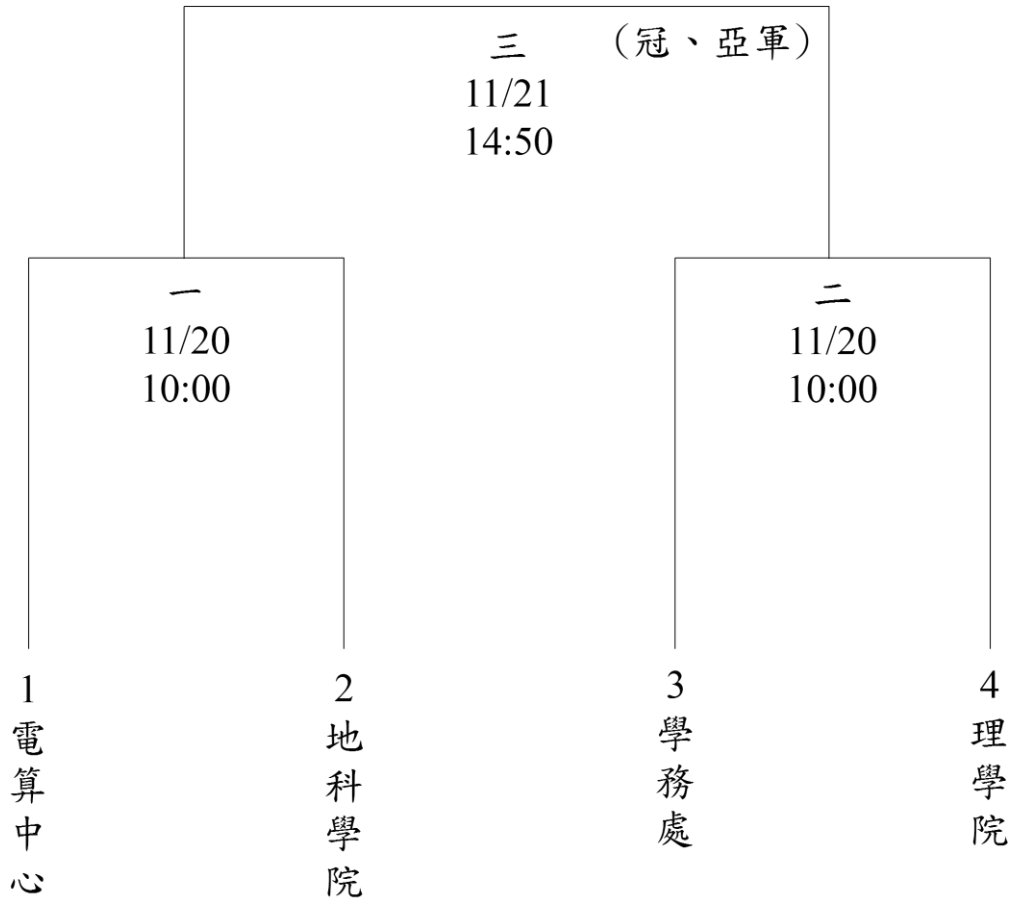 三 （冠、亞軍）
11/21
14:50
一
11/20
10:00
二
11/20
10:00
1
電算中心
2
地科學院
3
學務處
4
理學院